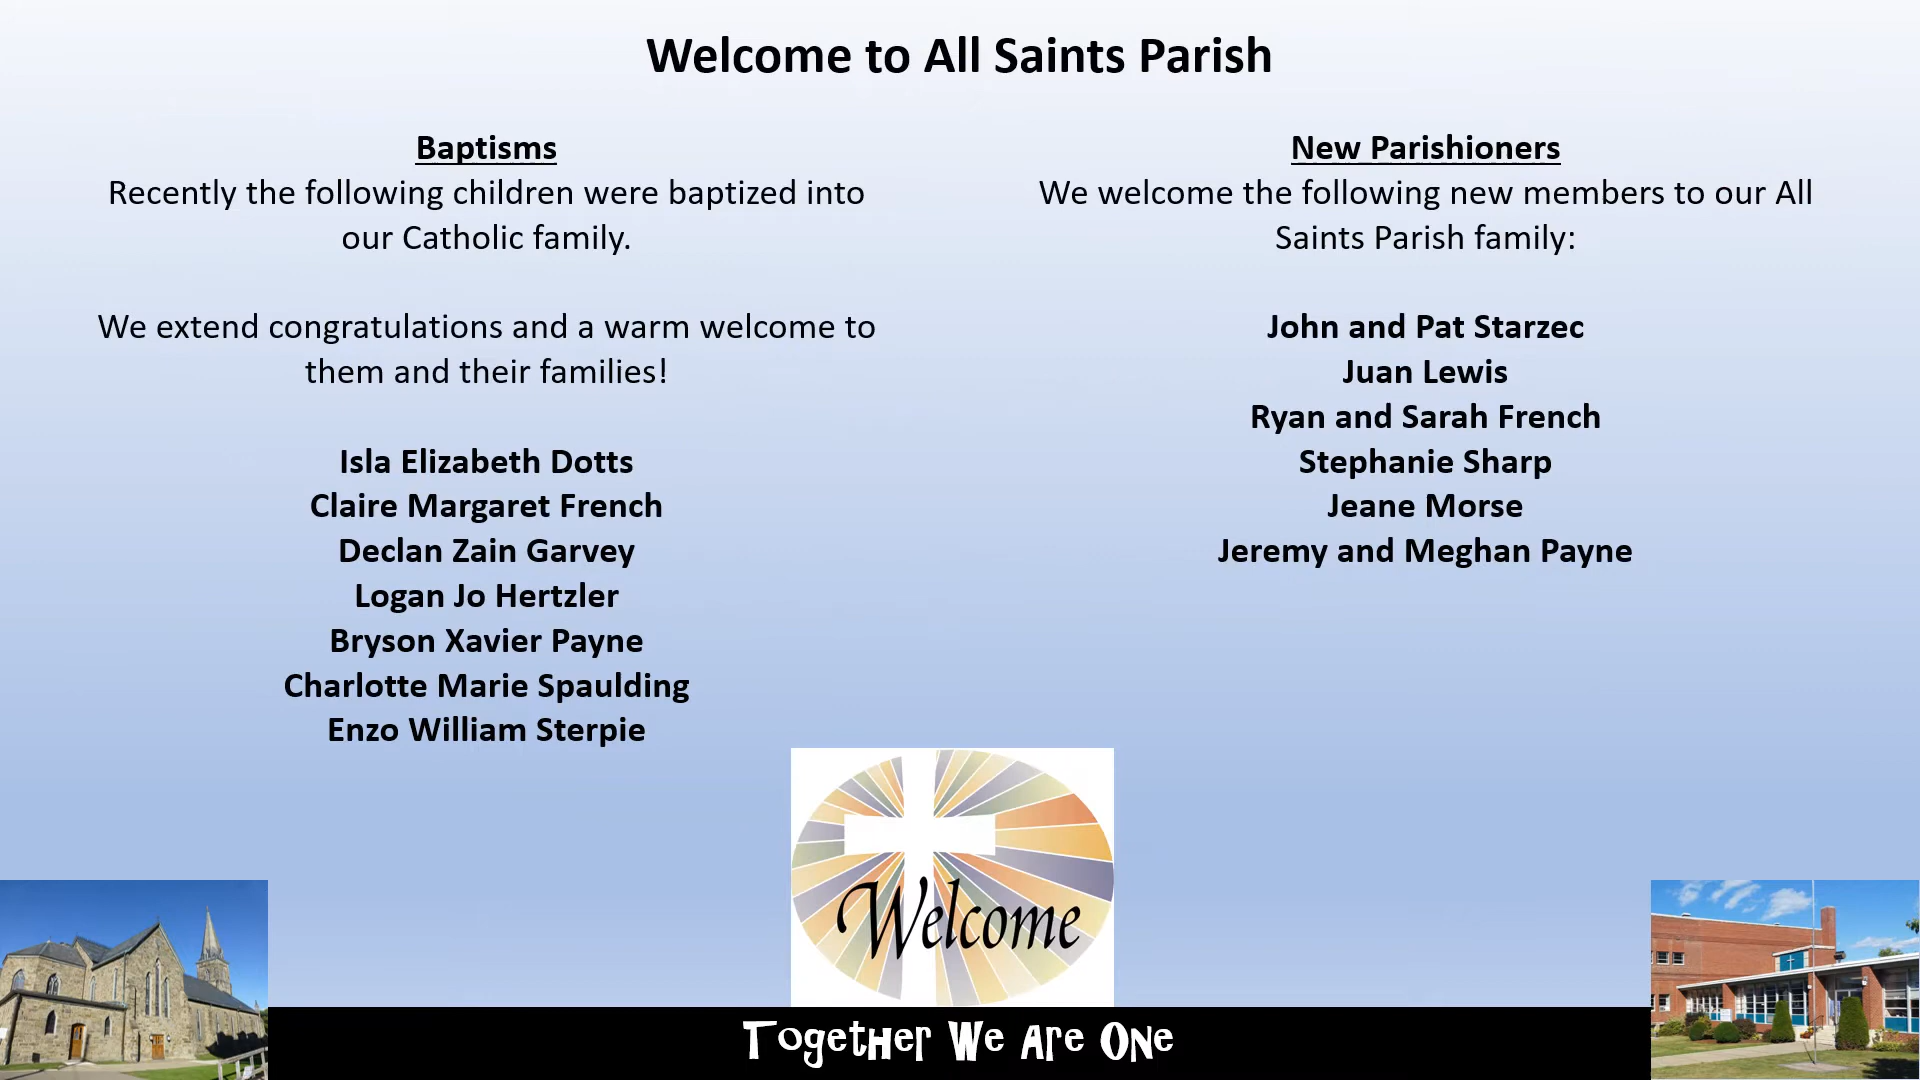 Welcome to All Saints Parish
Baptisms
Recently the following children were baptized into
our Catholic family.
We extend congratulations and a warm welcome to
them and their families!
Isla Elizabeth Dotts
Claire Margaret French
Declan Zain Garvey
Logan Jo Hertzler
Bryson Xavier Payne
Charlotte Marie Spaulding
Enzo William Sterpie
New Parishioners
We welcome the following new members to our All
Saints Parish family:
John and Pat Starzec
Juan Lewis
Ryan and Sarah French
Stephanie Sharp
Jeane Morse
Jeremy and Meghan Payne
Welcome
Together We Are One